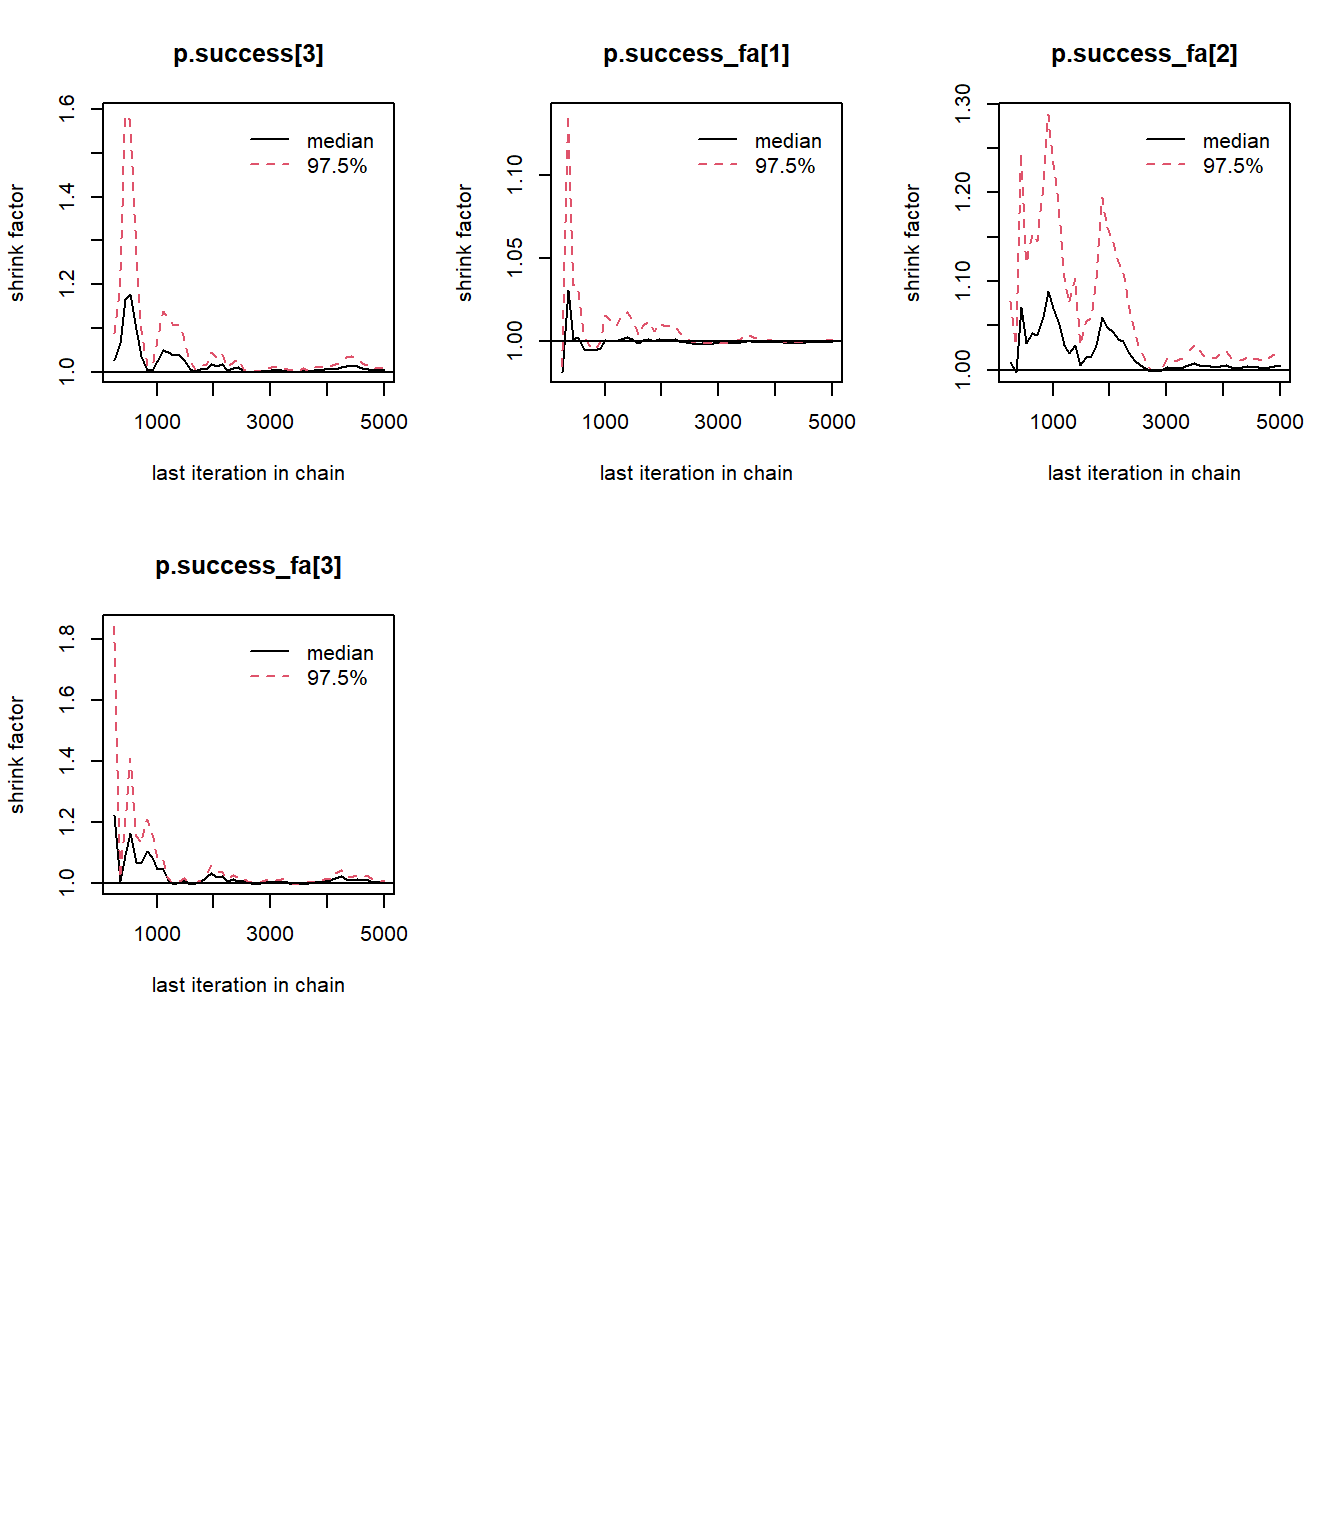 p.success[3]
1.0
1.2
1.4
1.6
shrink factor
median
97.5%
1000
3000
5000
last iteration in chain
p.success_fa[1]
1.00
1.05
1.10
shrink factor
median
97.5%
1000
3000
5000
last iteration in chain
p.success_fa[2]
1.00
1.10
1.20
1.30
shrink factor
median
97.5%
1000
3000
5000
last iteration in chain
p.success_fa[3]
1.0
1.2
1.4
1.6
1.8
shrink factor
median
97.5%
1000
3000
5000
last iteration in chain